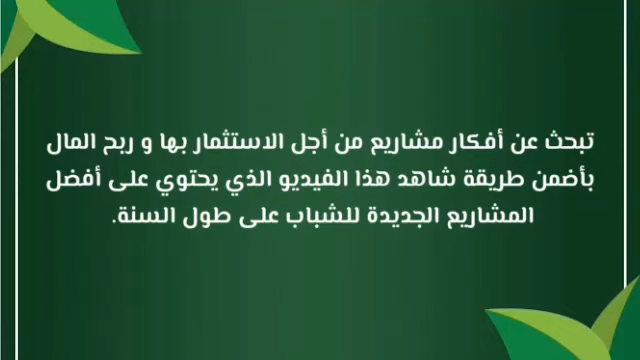 تبحث عن أفكار مشاريع من أجل الاستثمار بها و ربح المال
بأضمن طريقة شاهد هذا الفيديو الذي يحتوي على أفضل
المشاريع الجديدة للشباب على طول السنة.